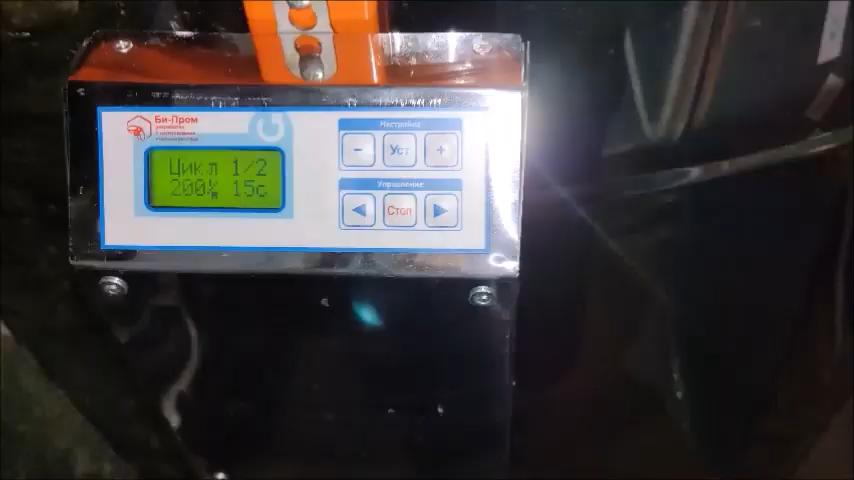 Би-Пром
Цикл 1/2
200% 15с
Настройка
− Уст +
Управление
Стоп